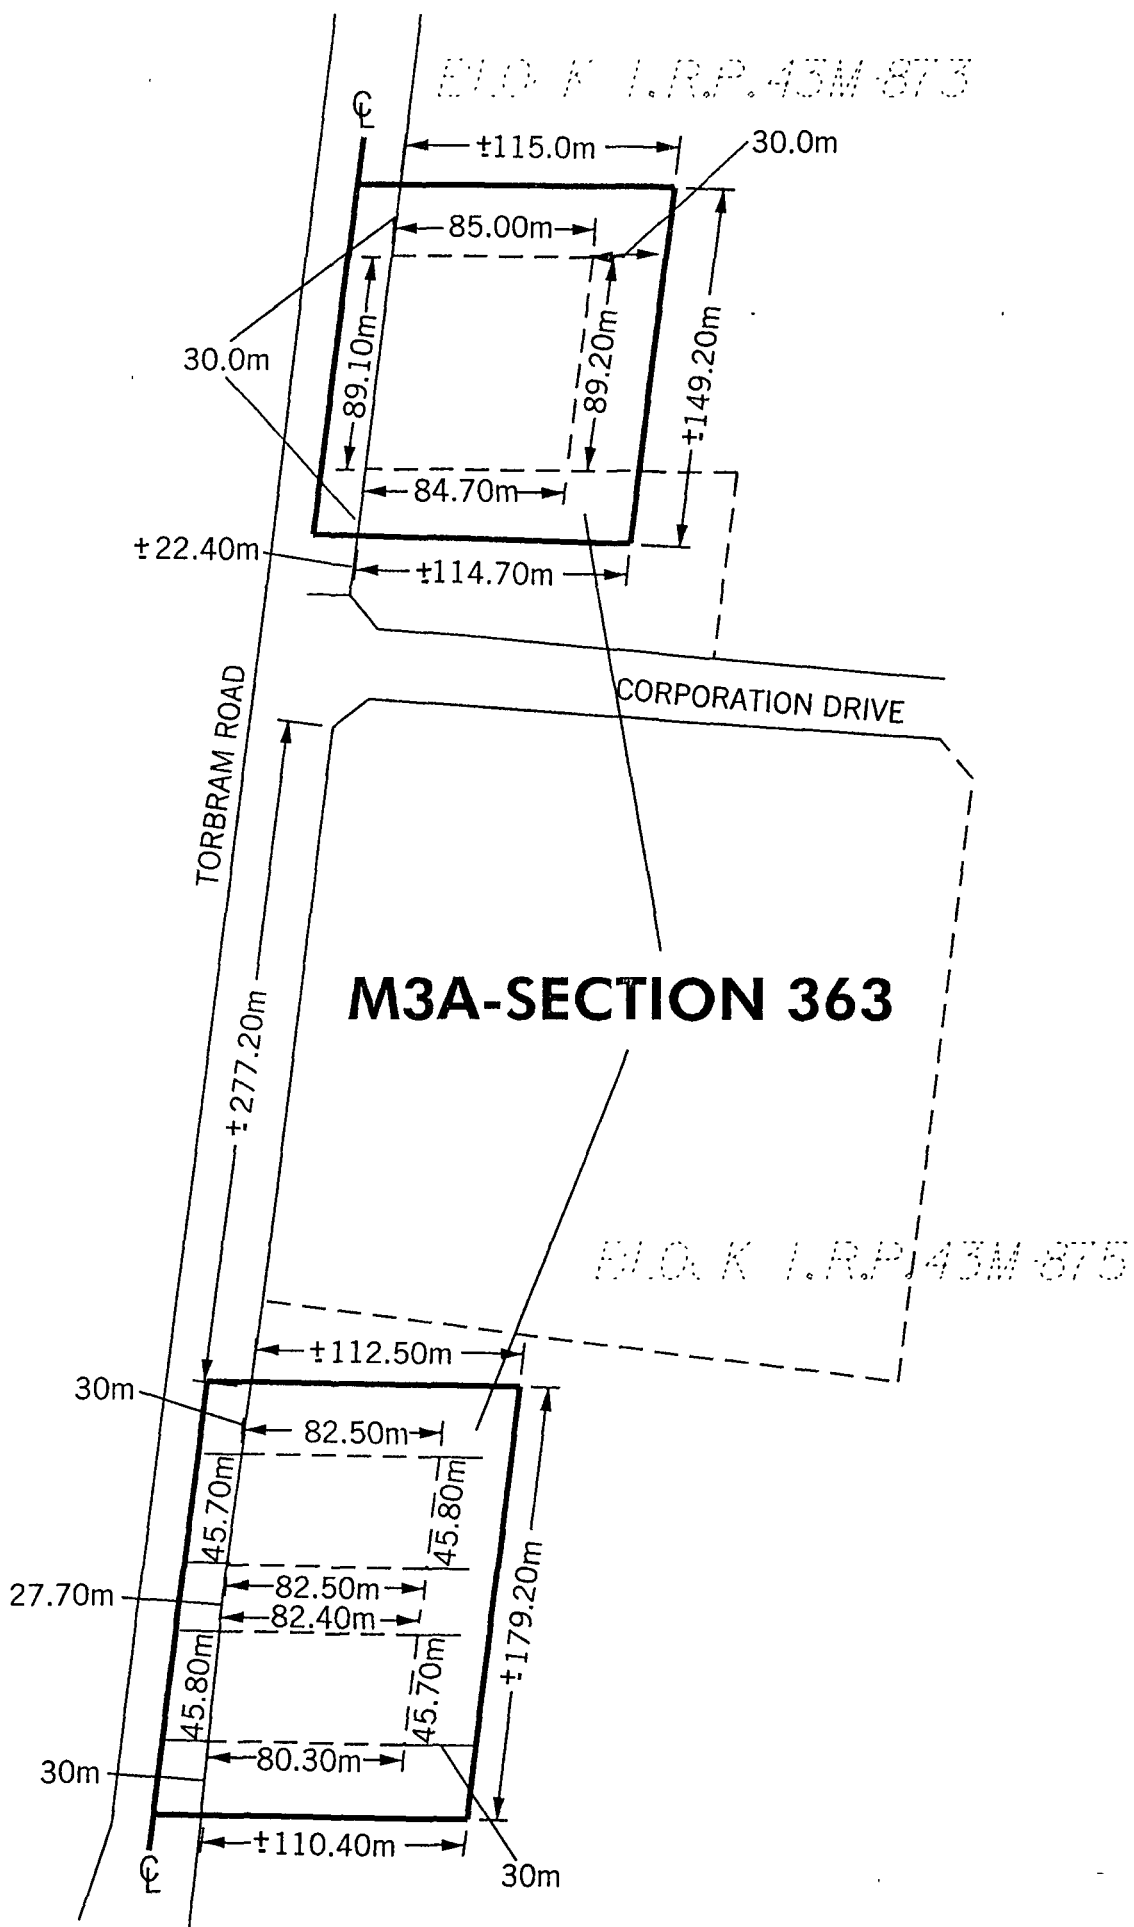 BLOCK 1, R.P. 43M-873
℄
±115.0m
30.0m
85.00m
30.0m
89.10m
89.20m
±149.20m
84.70m
±22.40m
±114.70m
CORPORATION DRIVE
TORBRAM ROAD
M3A-SECTION 363
±277.20m
BLOCK 1, R.P. 43M-875
±112.50m
30m
82.50m
45.70m
45.80m
27.70m
82.50m
82.40m
±179.20m
45.80m
45.70m
80.30m
30m
±110.40m
30m
℄